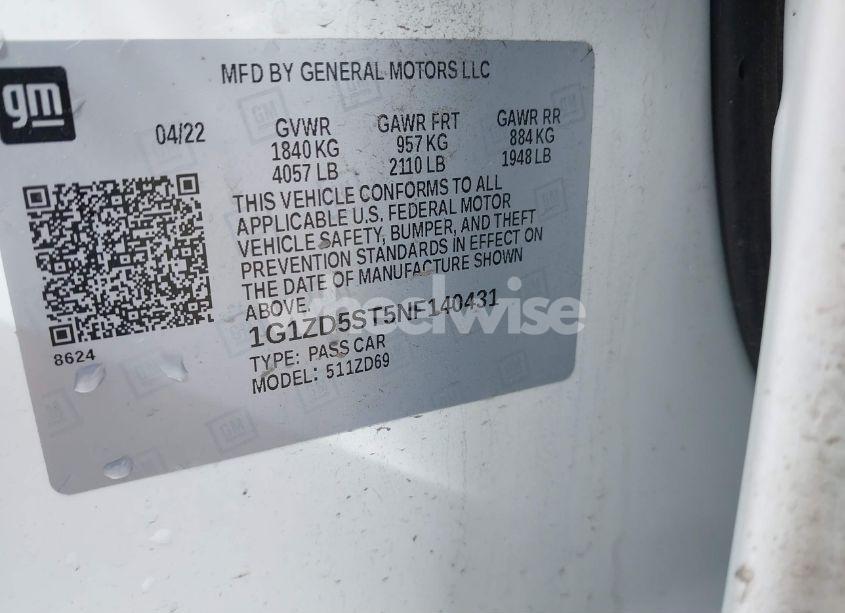 gm
MFD BY GENERAL MOTORS LLC
04/22
GVWR
1840 KG
4057 LB
GAWR FRT
957 KG
2110 LB
GAWR RR
884 KG
1948 LB
THIS VEHICLE CONFORMS TO ALL
APPLICABLE U.S. FEDERAL MOTOR
VEHICLE SAFETY, BUMPER, AND THEFT
PREVENTION STANDARDS IN EFFECT ON
THE DATE OF MANUFACTURE SHOWN
ABOVE.
1G1ZD5ST5NF140431
TYPE: PASS CAR
MODEL: 511ZD69
8624
wheelwise